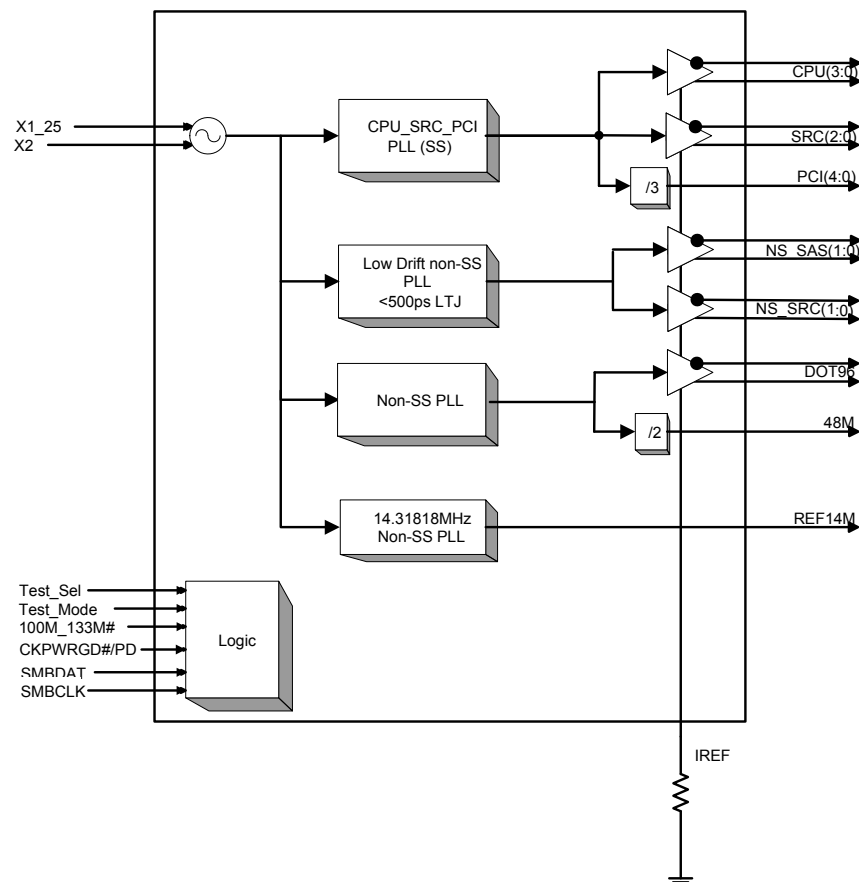 CPU(3:0)
X1_25
X2
CPU_SRC_PCI
PLL (SS)
SRC(2:0)
/3
PCI(4:0)
Low Drift non-SS
PLL
<500ps LTJ
NS_SAS(1:0)
NS_SRC(1:0)
Non-SS PLL
DOT96
/2
48M
14.31818MHz
Non-SS PLL
REF14M
Test_Sel
Test_Mode
100M_133M#
CKPWRGD#/PD
SMBDAT
SMBCLK
Logic
IREF